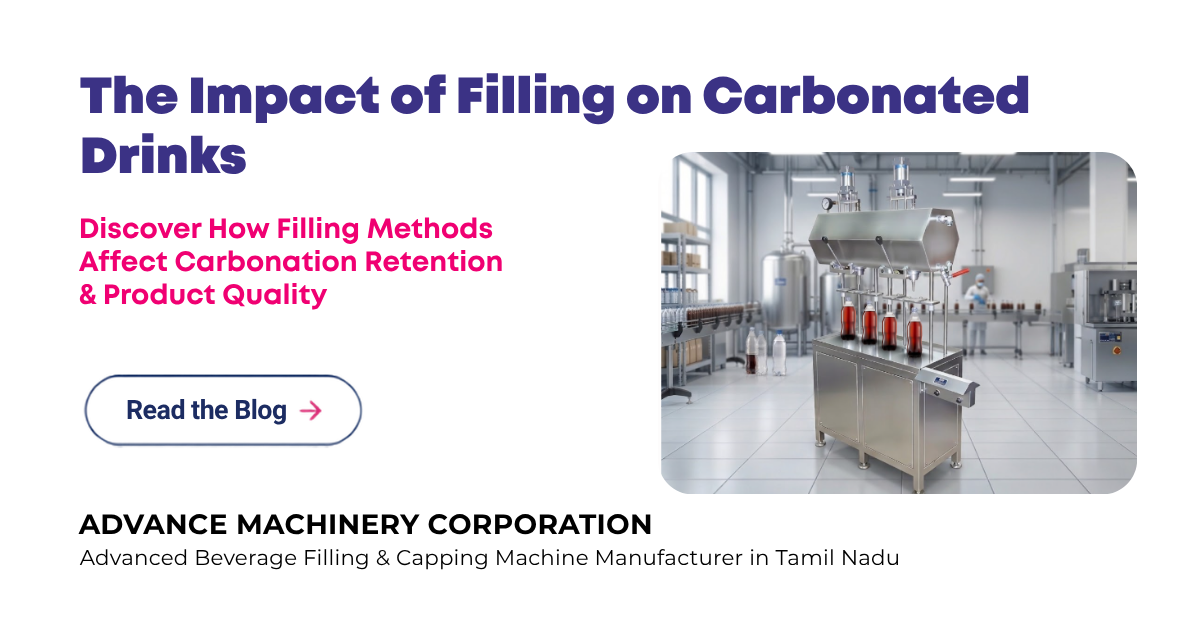 The Impact of Filling on Carbonated
Drinks
Discover How Filling Methods
Affect Carbonation Retention
& Product Quality
Read the Blog →
ADVANCE MACHINERY CORPORATION
Advanced Beverage Filling & Capping Machine Manufacturer in Tamil Nadu